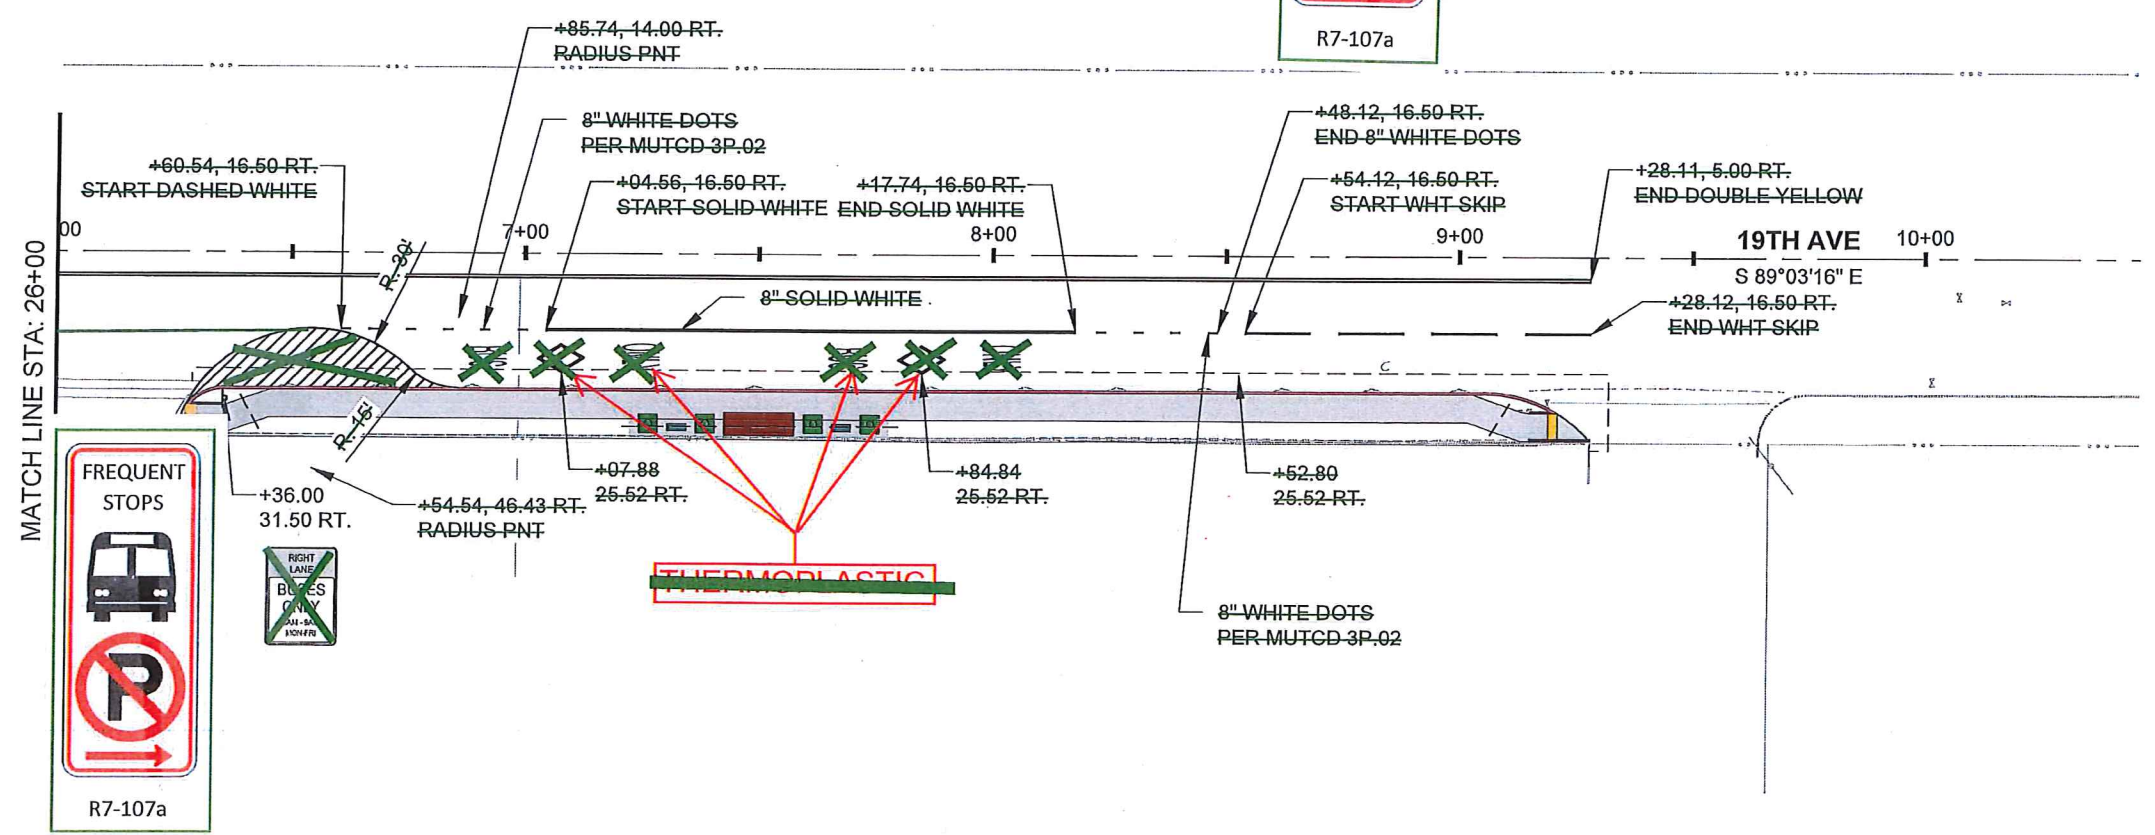 R7-107a
+85.74, 14.00 RT.
RADIUS PNT
8" WHITE DOTS
PER MUTCD 3P.02
+48.12, 16.50 RT.
END 8" WHITE DOTS
+60.54, 16.50 RT.
START DASHED WHITE
+04.56, 16.50 RT.
START SOLID WHITE
+17.74, 16.50 RT.
END SOLID WHITE
+54.12, 16.50 RT.
START WHT SKIP
+28.11, 5.00 RT.
END DOUBLE YELLOW
00
7+00
8+00
9+00
19TH AVE
10+00
S 89°03'16" E
R. 30'
8" SOLID WHITE
+28.12, 16.50 RT.
END WHT SKIP
MATCH LINE STA: 26+00
C
R. 15'
+07.88
25.52 RT.
+84.84
25.52 RT.
+52.80
25.52 RT.
+36.00
31.50 RT.
+54.54, 46.43 RT.
RADIUS PNT
FREQUENT
STOPS
P
R7-107a
RIGHT
LANE
BUSES
ONLY
MON-FRI
THERMOPLASTIC
8" WHITE DOTS
PER MUTCD 3P.02